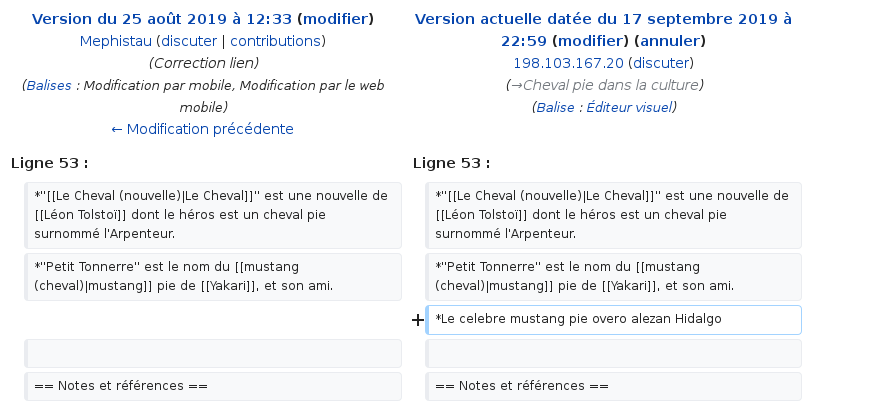 Version du 25 août 2019 à 12:33 (modifier)
Mephistau (discuter | contributions)
(Correction lien)
(Balises : Modification par mobile, Modification par le web
mobile)
← Modification précédente
Version actuelle datée du 17 septembre 2019 à
22:59 (modifier) (annuler)
198.103.167.20 (discuter)
(→Cheval pie dans la culture)
(Balise : Éditeur visuel)
Ligne 53 :
Ligne 53 :
*''[[Le Cheval (nouvelle)|Le Cheval]]'' est une nouvelle de
[[Léon Tolstoï]] dont le héros est un cheval pie
surnommé l'Arpenteur.
*''[[Le Cheval (nouvelle)|Le Cheval]]'' est une nouvelle de
[[Léon Tolstoï]] dont le héros est un cheval pie
surnommé l'Arpenteur.
*''Petit Tonnerre'' est le nom du [[mustang
(cheval)|mustang]] pie de [[Yakari]], et son ami.
*''Petit Tonnerre'' est le nom du [[mustang
(cheval)|mustang]] pie de [[Yakari]], et son ami.
+ *Le celebre mustang pie overo alezan Hidalgo
== Notes et références ==
== Notes et références ==